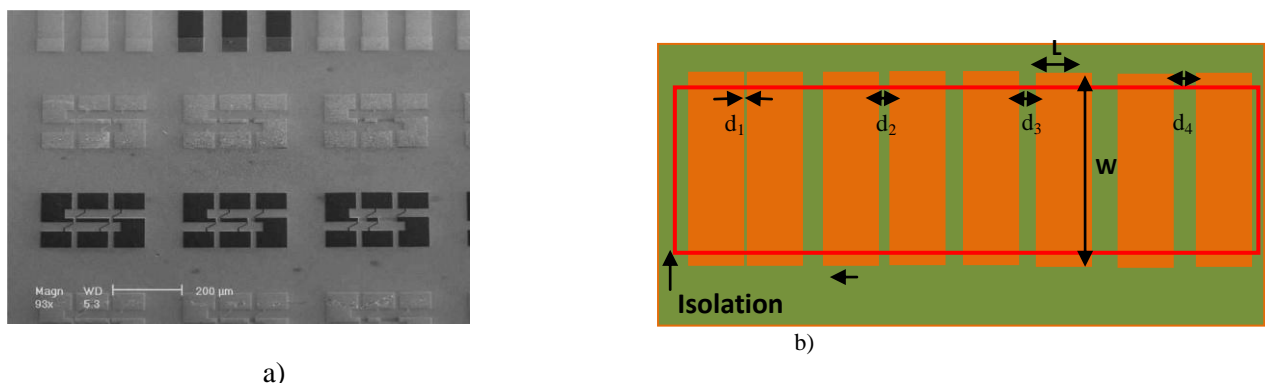 Magn WD
93x 5.3 200 µm
a)
L
d₁ d₂ d₃ d₄
W
Isolation
b)